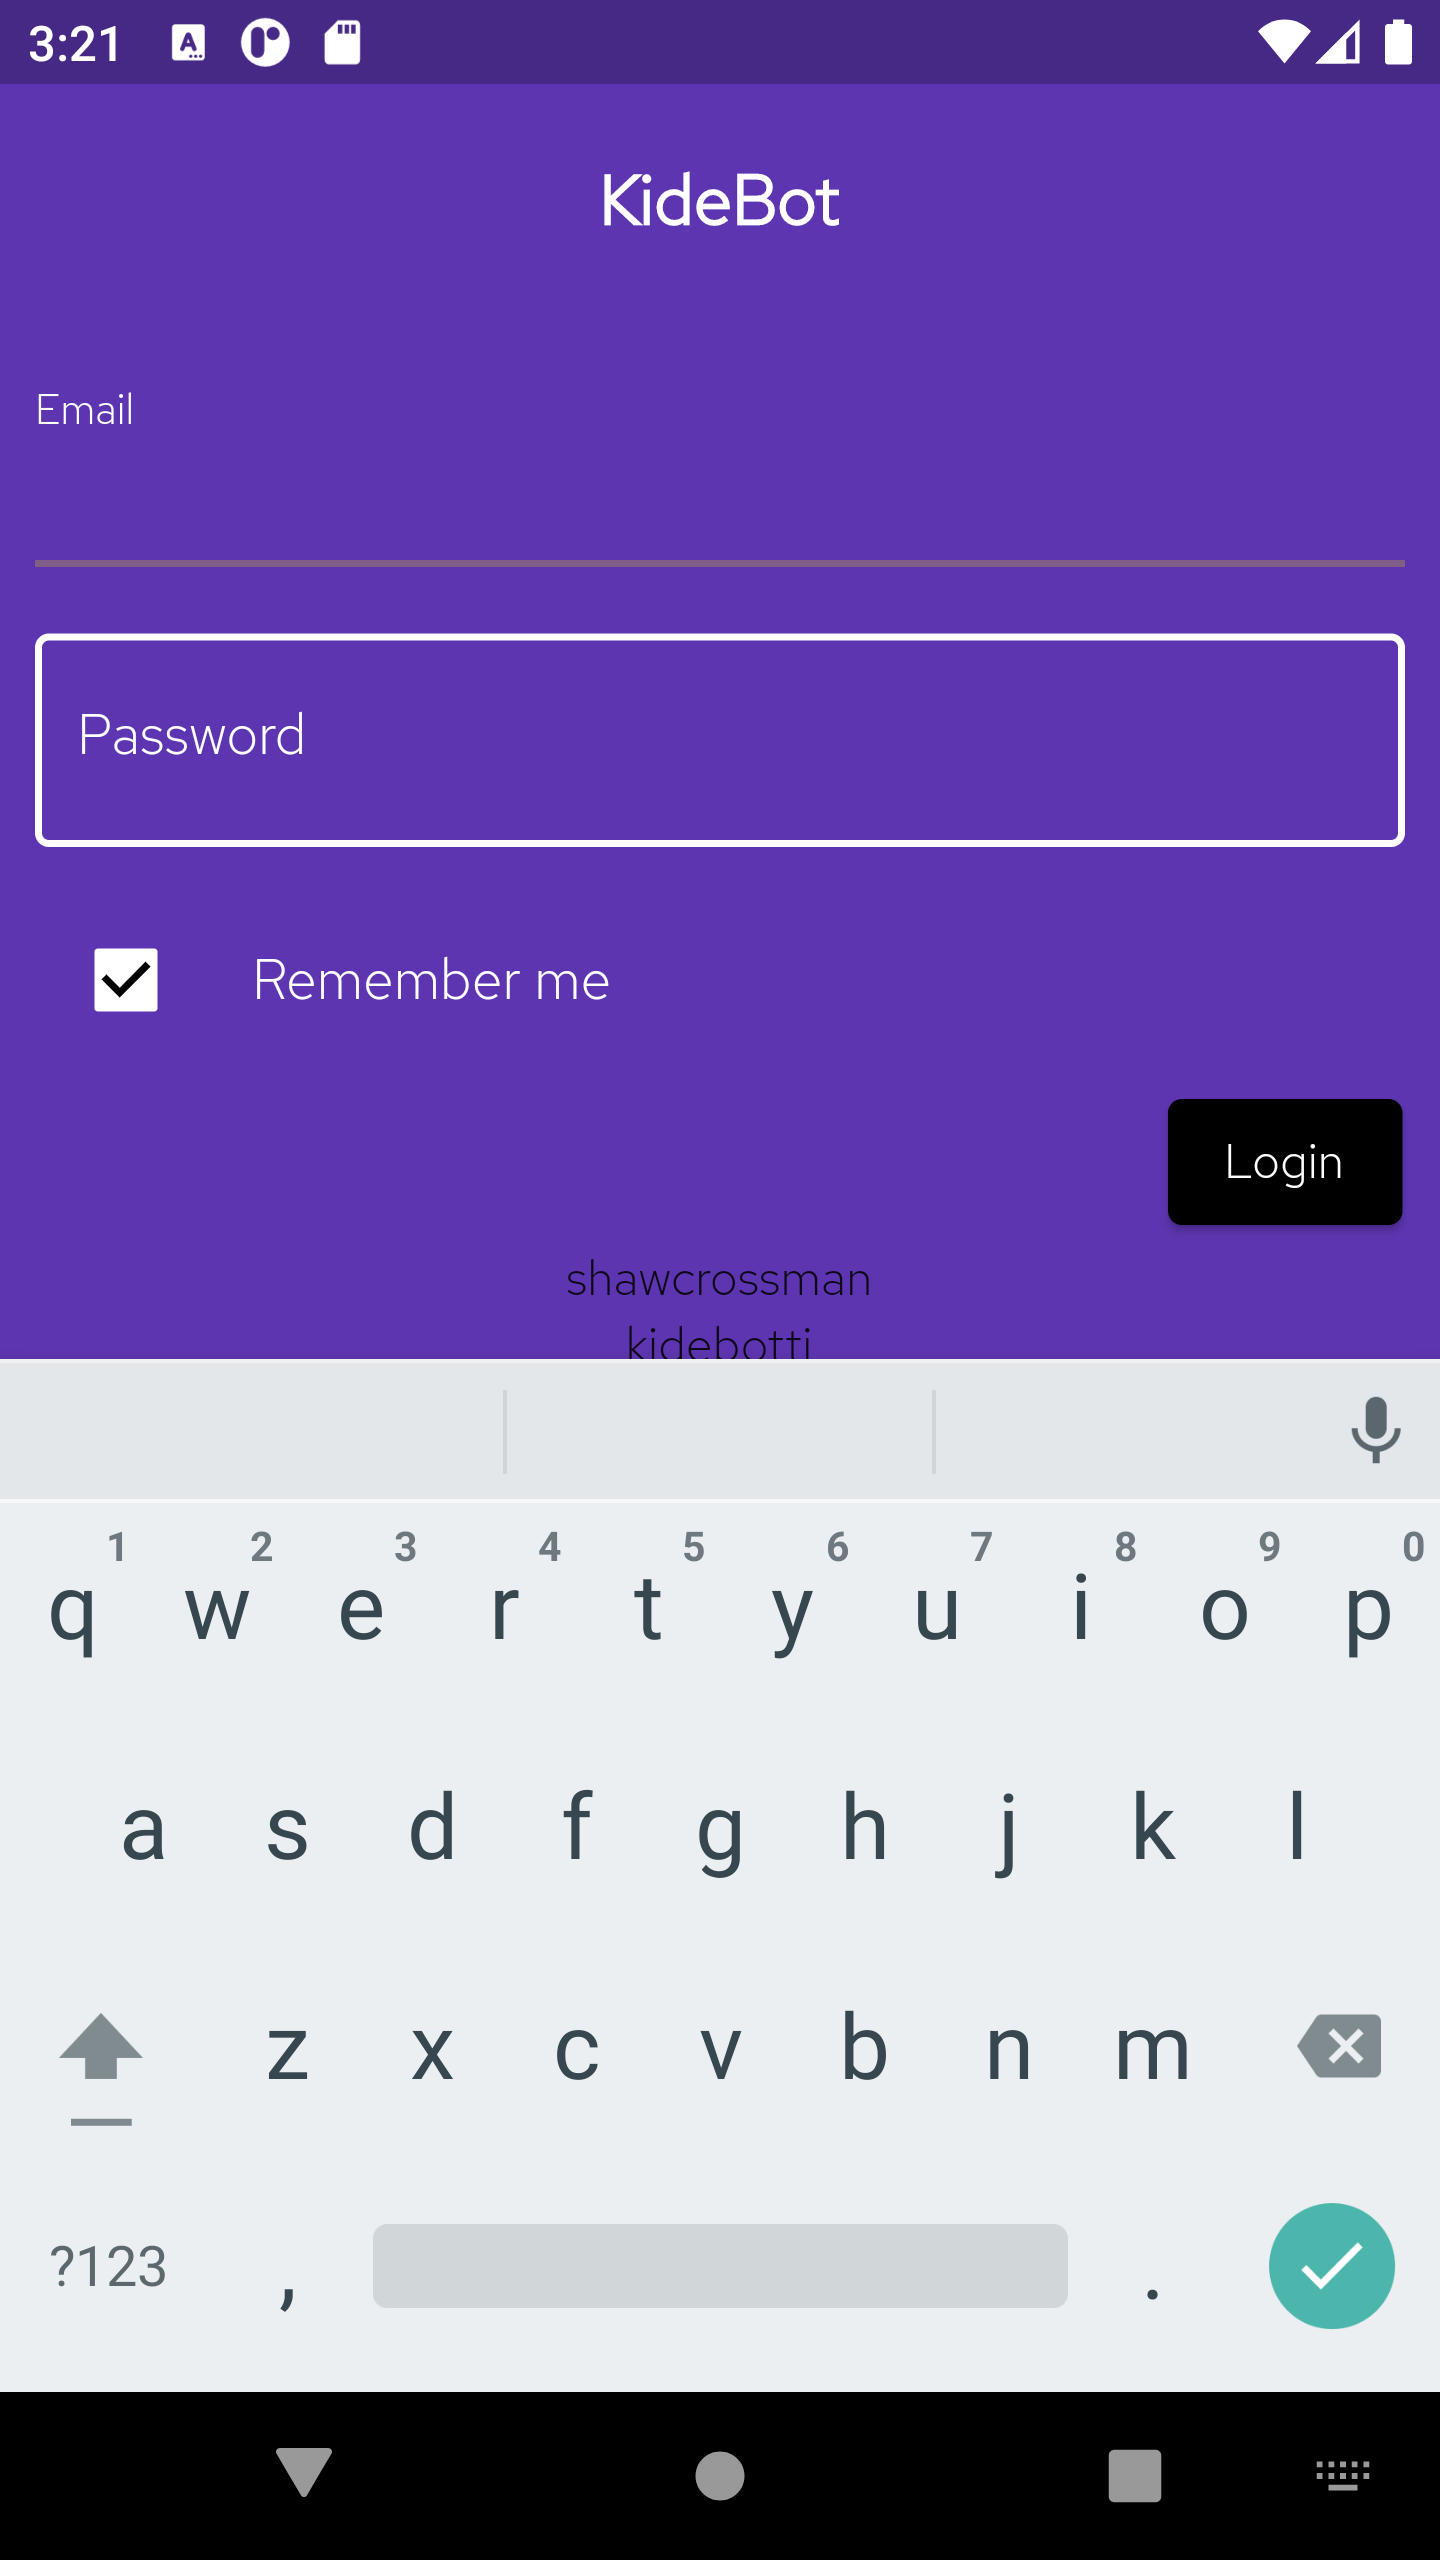 3:21
KideBot
Email
Password
Remember me
Login
shawcrossman
kidebotti
1 2 3 4 5 6 7 8 9 0
q w e r t y u i o p
a s d f g h j k l
z x c v b n m
?123 , .